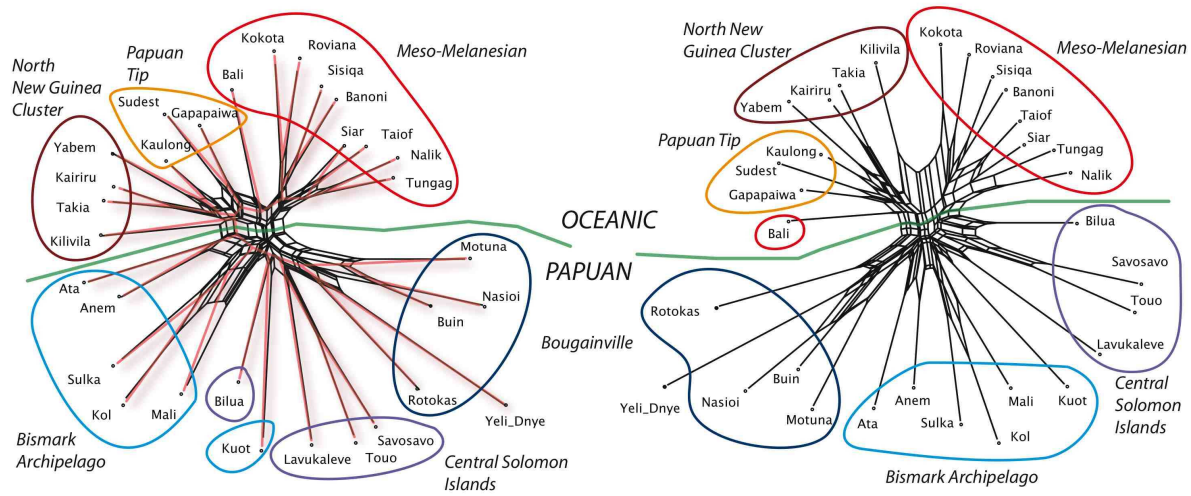 Kokota
Roviana
Meso-Melanesian
Papuan
Tip
Bali
Sisiqa
Banoni
North
New Guinea
Cluster
Sudest
Gapapaiwa
Siar
Taiof
Yabem
Kaulong
Nalik
Kairiru
Tungag
Takia
Kilivila
OCEANIC
PAPUAN
Motuna
Ata
Anem
Nasioi
Buin
Bougainville
Sulka
Kol
Mali
Bilua
Rotokas
Yeli_Dnye
Bismark
Archipelago
Kuot
Lavukaleve
Touo
Savosavo
Central Solomon
Islands
North New
Guinea Cluster
Kilivila
Kokota
Roviana
Meso-Melanesian
Takia
Sisiqa
Kairiru
Banoni
Yabem
Taiof
Siar
Papuan Tip
Kaulong
Tungag
Sudest
Nalik
Gapapaiwa
Bali
Bilua
Savosavo
Rotokas
Touo
Lavukaleve
Buin
Yeli_Dnye
Nasioi
Motuna
Anem
Mali
Kuot
Ata
Sulka
Kol
Central
Solomon
Islands
Bismark Archipelago